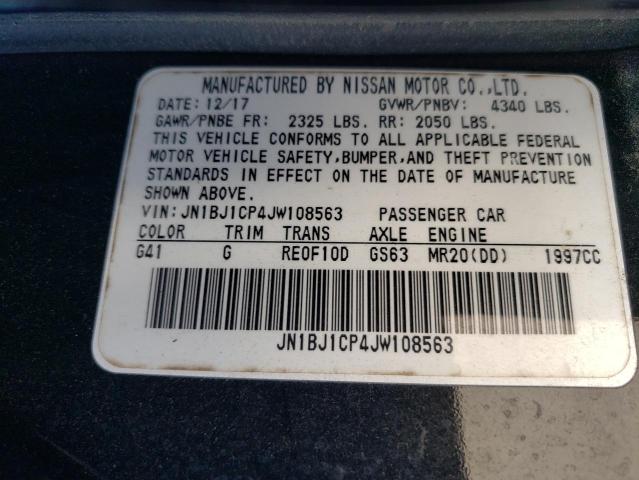 MANUFACTURED BY NISSAN MOTOR CO.,LTD.
DATE: 12/17 GVWR/PNBV: 4340 LBS.
GAWR/PNBE FR: 2325 LBS. RR: 2050 LBS.
THIS VEHICLE CONFORMS TO ALL APPLICABLE FEDERAL
MOTOR VEHICLE SAFETY,BUMPER,AND THEFT PREVENTION
STANDARDS IN EFFECT ON THE DATE OF MANUFACTURE
SHOWN ABOVE.
VIN:JN1BJ1CP4JW108563 PASSENGER CAR
COLOR TRIM TRANS AXLE ENGINE
G41 G RE0F10D GS63 MR20(DD) 1997CC
JN1BJ1CP4JW108563